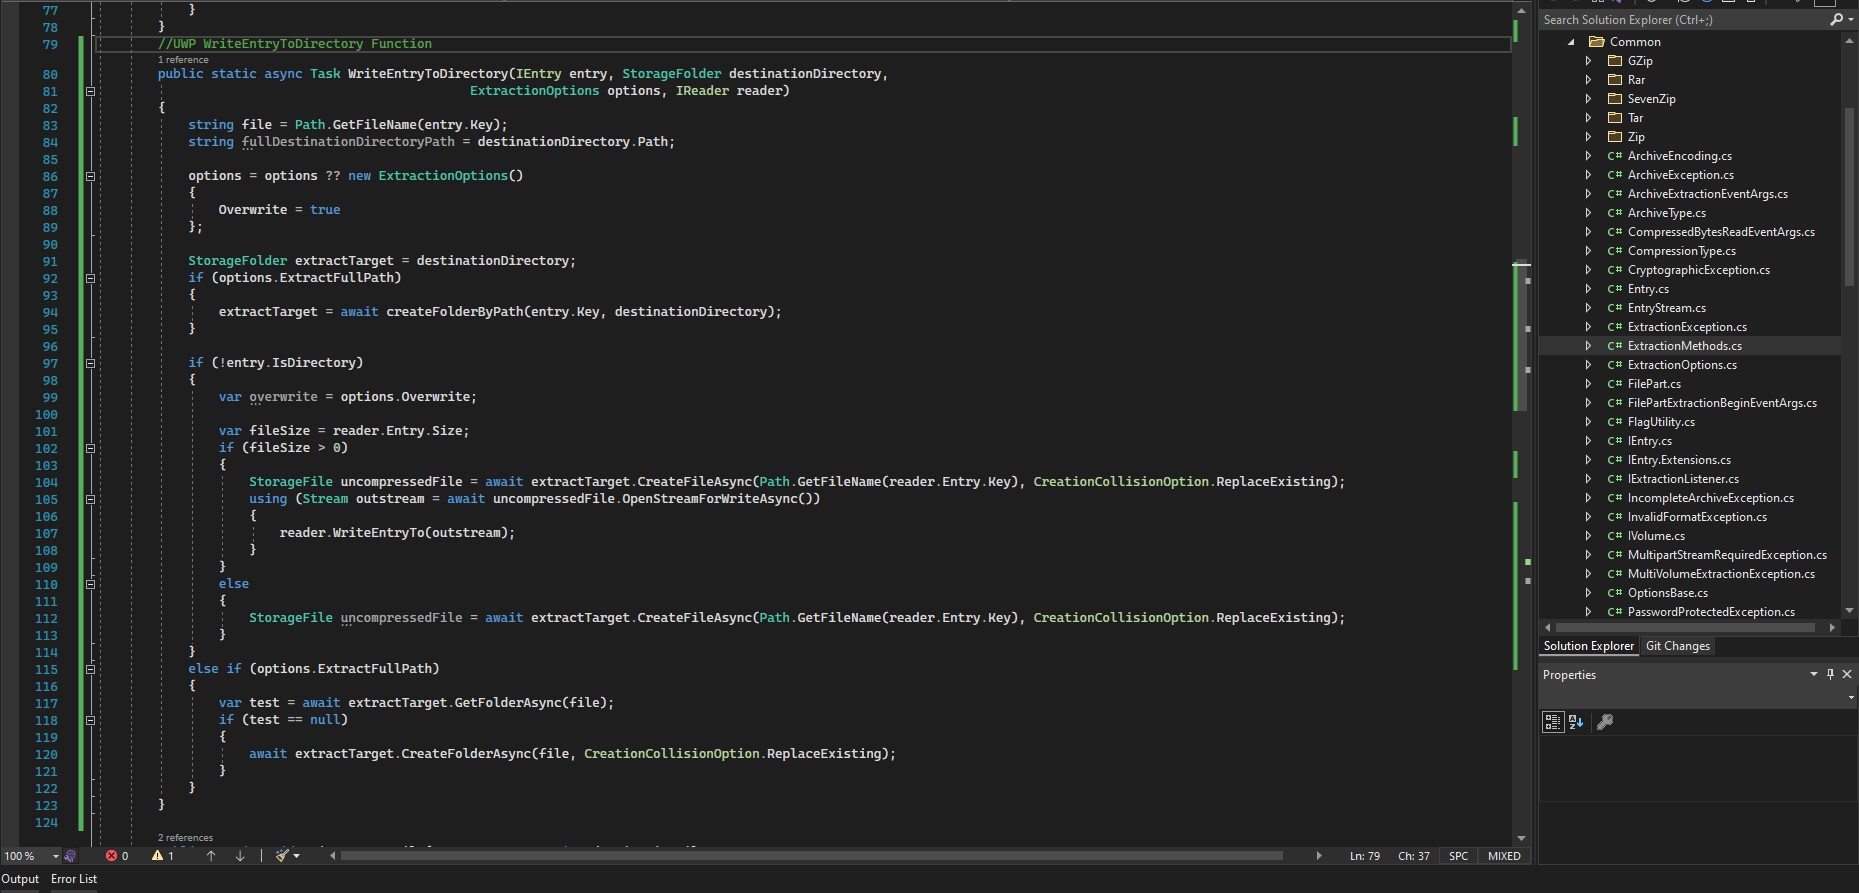 77 }
78 }
79 //UWP WriteEntryToDirectory Function
1 reference
80 public static async Task WriteEntryToDirectory(IEntry entry, StorageFolder destinationDirectory,
81 ExtractionOptions options, IReader reader)
82 {
83 string file = Path.GetFileName(entry.Key);
84 string fullDestinationDirectoryPath = destinationDirectory.Path;
85
86 options = options ?? new ExtractionOptions()
87 {
88 Overwrite = true
89 };
90
91 StorageFolder extractTarget = destinationDirectory;
92 if (options.ExtractFullPath)
93 {
94 extractTarget = await createFolderByPath(entry.Key, destinationDirectory);
95 }
96
97 if (!entry.IsDirectory)
98 {
99 var overwrite = options.Overwrite;
100
101 var fileSize = reader.Entry.Size;
102 if (fileSize > 0)
103 {
104 StorageFile uncompressedFile = await extractTarget.CreateFileAsync(Path.GetFileName(reader.Entry.Key), CreationCollisionOption.ReplaceExisting);
105 using (Stream outstream = await uncompressedFile.OpenStreamForWriteAsync())
106 {
107 reader.WriteEntryTo(outstream);
108 }
109 }
110 else
111 {
112 StorageFile uncompressedFile = await extractTarget.CreateFileAsync(Path.GetFileName(reader.Entry.Key), CreationCollisionOption.ReplaceExisting);
113 }
114 }
115 else if (options.ExtractFullPath)
116 {
117 var test = await extractTarget.GetFolderAsync(file);
118 if (test == null)
119 {
120 await extractTarget.CreateFolderAsync(file, CreationCollisionOption.ReplaceExisting);
121 }
122 }
123 }
124
2 references
100 %
0
1
Ln: 79
Ch: 37
SPC
MIXED
Output
Error List
Search Solution Explorer (Ctrl+;)
Common
GZip
Rar
SevenZip
Tar
Zip
C# ArchiveEncoding.cs
C# ArchiveException.cs
C# ArchiveExtractionEventArgs.cs
C# ArchiveType.cs
C# CompressedBytesReadEventArgs.cs
C# CompressionType.cs
C# CryptographicException.cs
C# Entry.cs
C# EntryStream.cs
C# ExtractionException.cs
C# ExtractionMethods.cs
C# ExtractionOptions.cs
C# FilePart.cs
C# FilePartExtractionBeginEventArgs.cs
C# FlagUtility.cs
C# IEntry.cs
C# IEntry.Extensions.cs
C# IExtractionListener.cs
C# IncompleteArchiveException.cs
C# InvalidFormatException.cs
C# IVolume.cs
C# MultipartStreamRequiredException.cs
C# MultiVolumeExtractionException.cs
C# OptionsBase.cs
C# PasswordProtectedException.cs
Solution Explorer
Git Changes
Properties